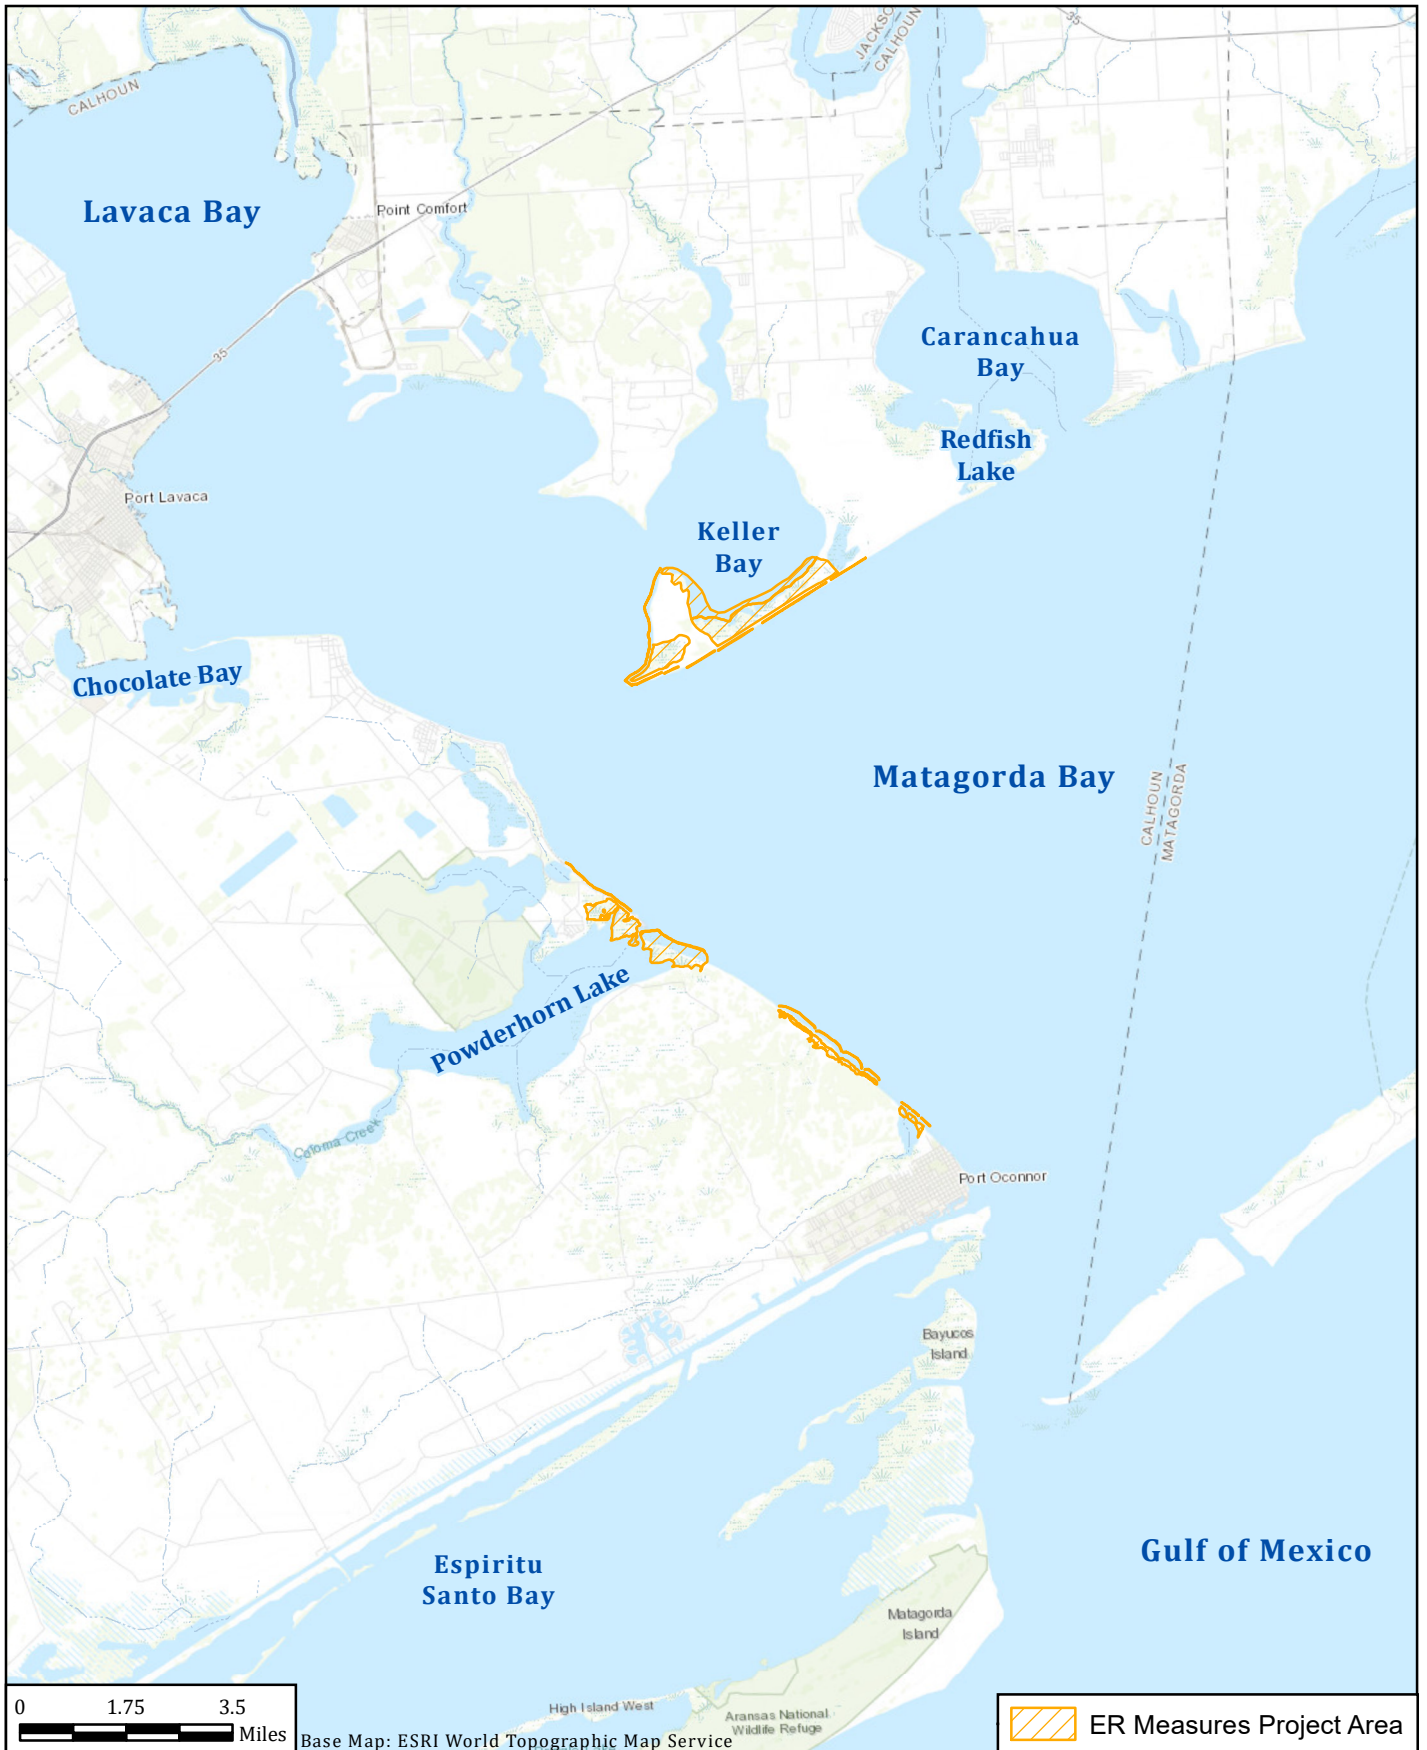 35
JACKSO
CALHOUN
CALHOUN
Lavaca Bay
Point Comfort
Carancahua
Bay
35
Redfish
Lake
Port Lavaca
Keller
Bay
Chocolate Bay
Matagorda Bay
CALHOUN
MATAGORDA
Powderhorn Lake
Coloma Creek
Port Oconnor
Bayucos
Island
Gulf of Mexico
Espiritu
Santo Bay
Matagorda
Island
0 1.75 3.5
Miles
High Island West
Aransas National
Wildlife Refuge
Base Map: ESRI World Topographic Map Service
ER Measures Project Area